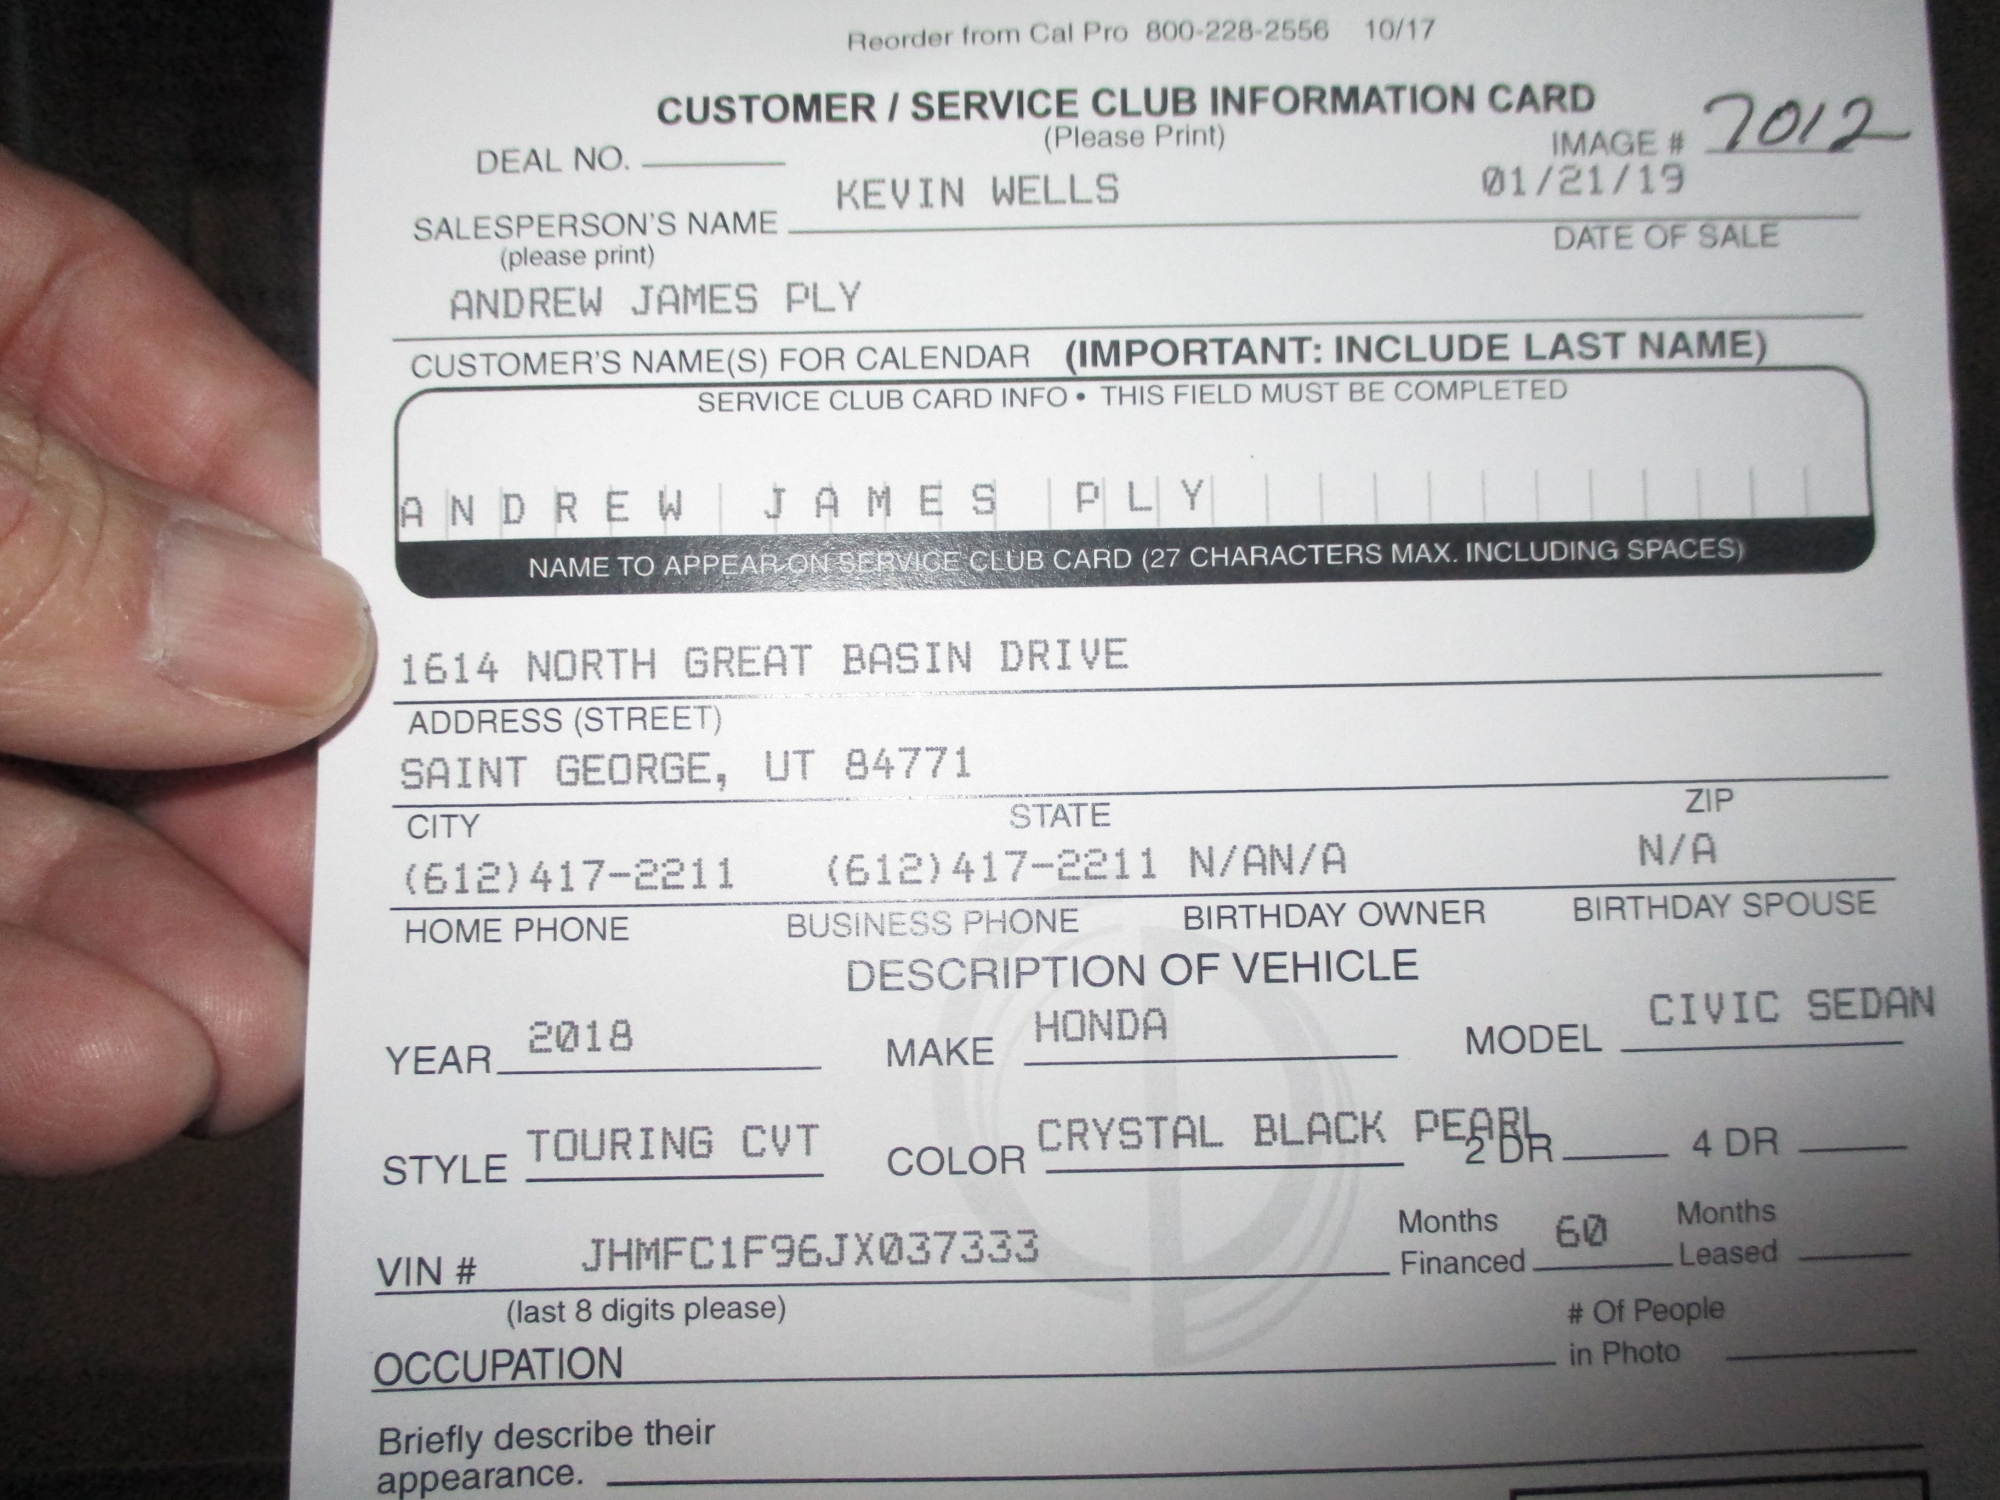 Reorder from Cal Pro 800-228-2556 10/17
CUSTOMER / SERVICE CLUB INFORMATION CARD
(Please Print)
DEAL NO.
IMAGE # 7012
KEVIN WELLS 01/21/19
SALESPERSON'S NAME
DATE OF SALE
(please print)
ANDREW JAMES PLY
CUSTOMER'S NAME(S) FOR CALENDAR (IMPORTANT: INCLUDE LAST NAME)
SERVICE CLUB CARD INFO • THIS FIELD MUST BE COMPLETED
ANDREW JAMES PLY
NAME TO APPEAR ON SERVICE CLUB CARD (27 CHARACTERS MAX. INCLUDING SPACES)
1614 NORTH GREAT BASIN DRIVE
ADDRESS (STREET)
SAINT GEORGE, UT 84771
CITY STATE ZIP
(612)417-2211 (612)417-2211 N/AN/A N/A
HOME PHONE BUSINESS PHONE BIRTHDAY OWNER BIRTHDAY SPOUSE
DESCRIPTION OF VEHICLE
YEAR 2018 MAKE HONDA MODEL CIVIC SEDAN
STYLE TOURING CVT COLOR CRYSTAL BLACK PEARL 2 DR 4 DR
VIN # JHMFC1F96JX037333 Months Financed 60 Months Leased
(last 8 digits please)
# Of People in Photo
OCCUPATION
Briefly describe their
appearance.